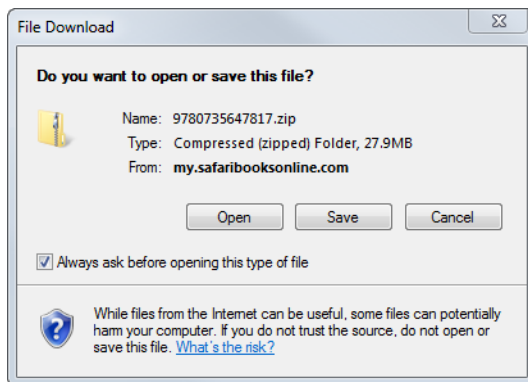 File Download
Do you want to open or save this file?
Name: 9780735647817.zip
Type: Compressed (zipped) Folder, 27.9MB
From: my.safaribooksonline.com
Open Save Cancel
Always ask before opening this type of file
While files from the Internet can be useful, some files can potentially
harm your computer. If you do not trust the source, do not open or
save this file. What's the risk?